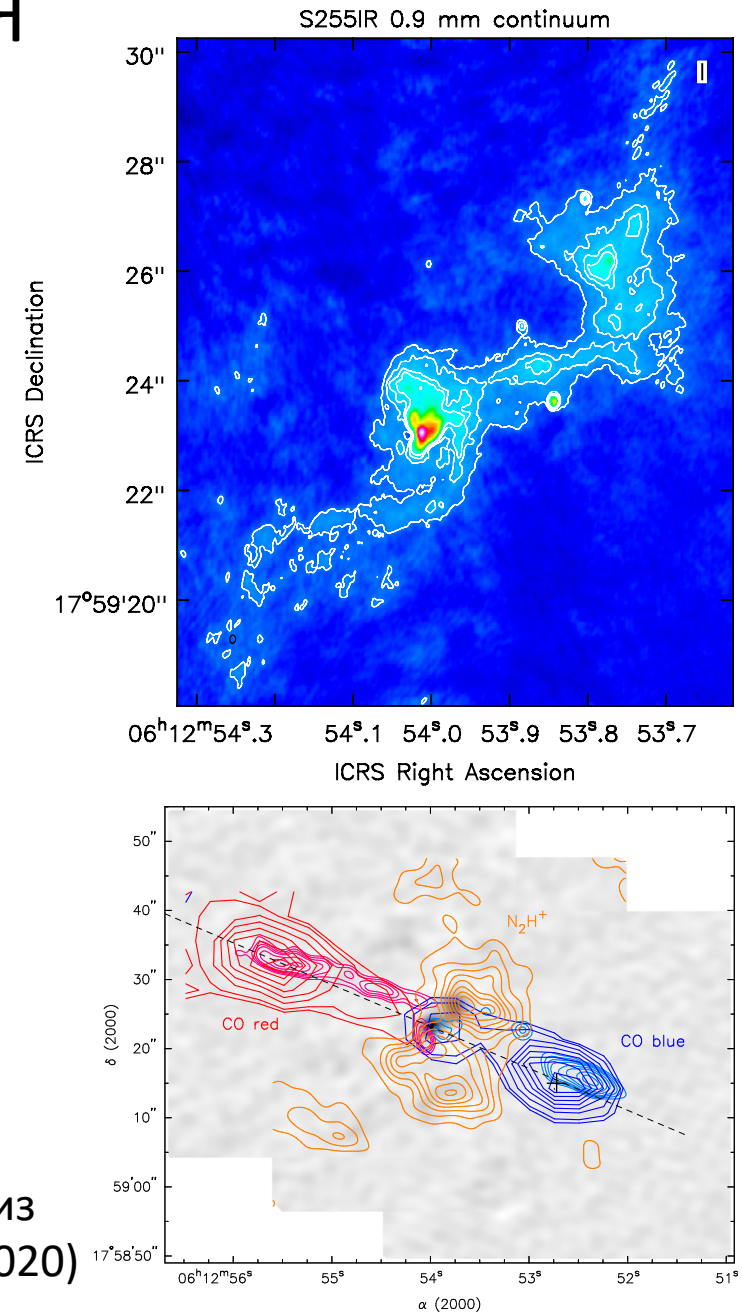 н
S255IR 0.9 mm continuum
I
30"
28"
26"
24"
22"
17°59'20"
ICRS Declination
06ʰ12ᵐ54ˢ.3 54ˢ.1 54ˢ.0 53ˢ.9 53ˢ.8 53ˢ.7
ICRS Right Ascension
50"
40"
30"
20"
10"
59'00"
17°58'50"
δ (2000)
N₂H⁺
CO red
CO blue
06ʰ12ᵐ56ˢ 55ˢ 54ˢ 53ˢ 52ˢ 51ˢ
α (2000)
из
020)